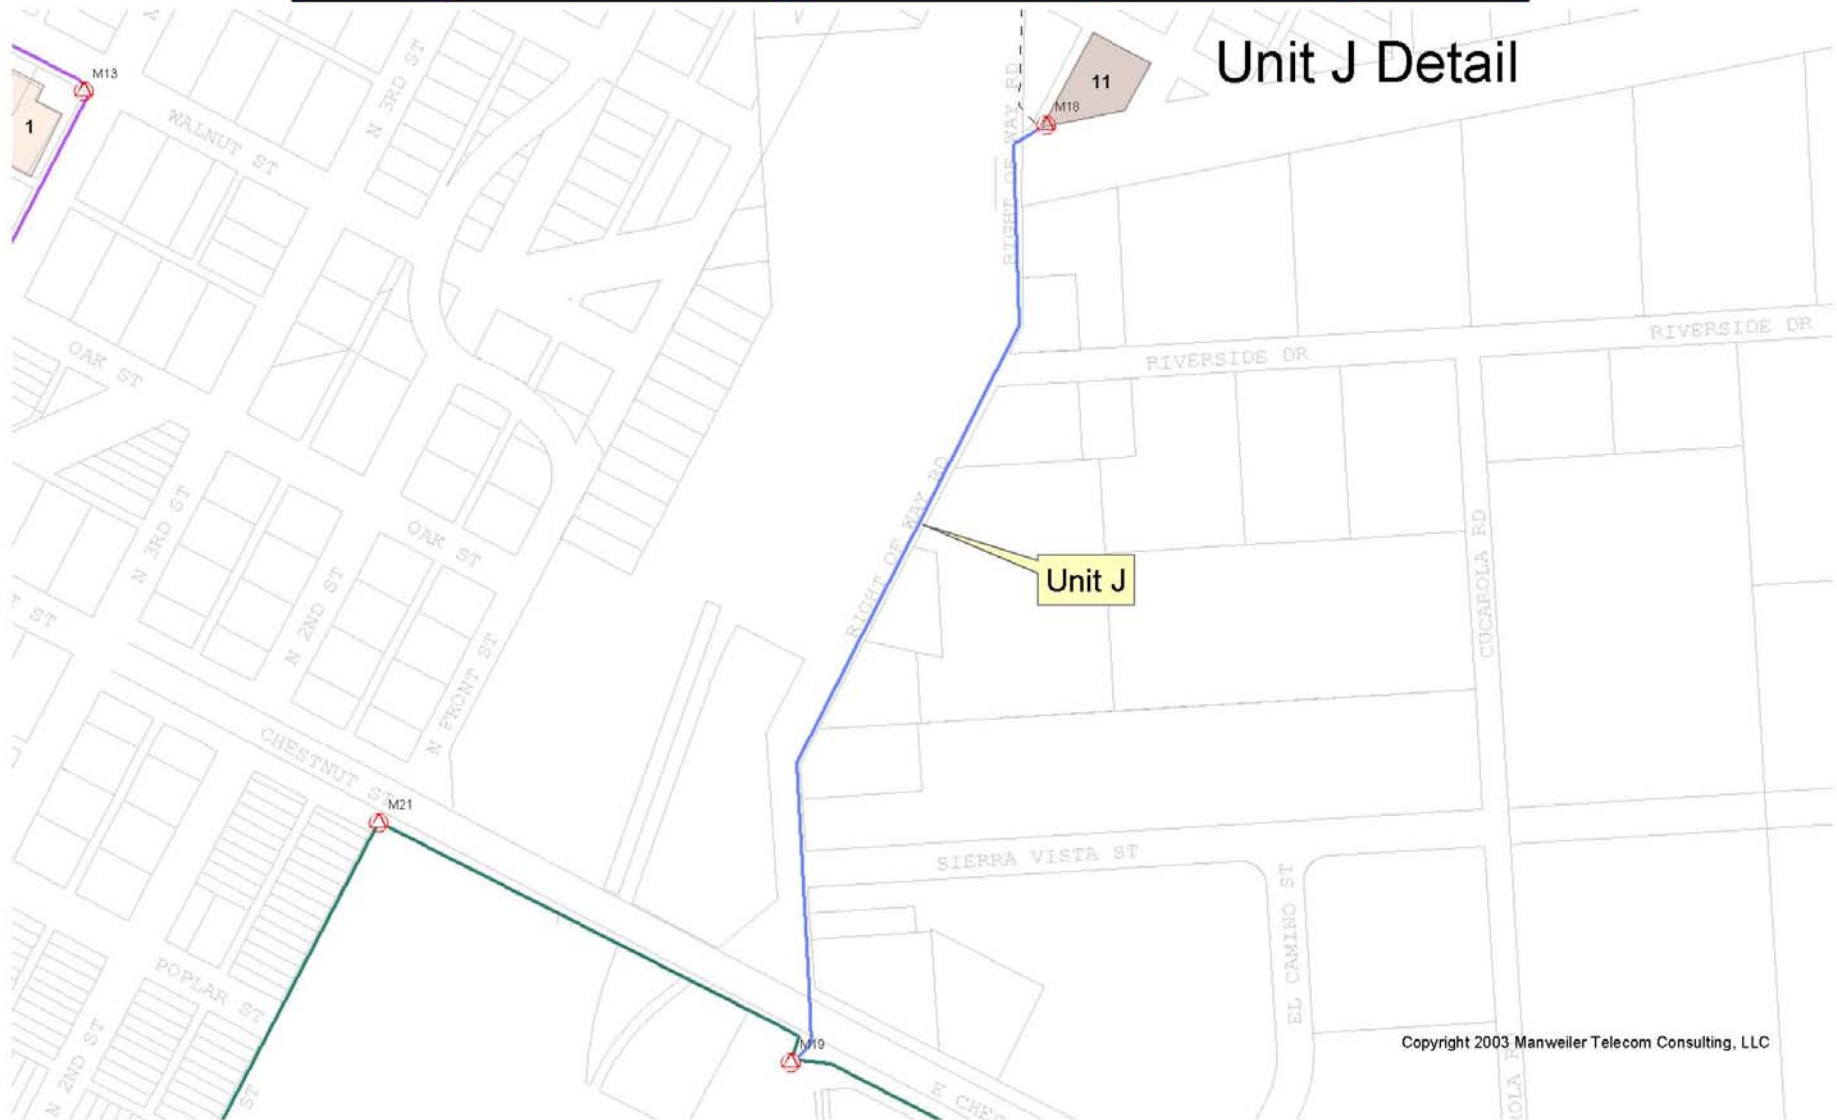 Unit J Detail
M13
1
WALNUT ST
N 3RD ST
11
M18
RIGHT OF WAY RD
OAK ST
RIVERSIDE DR
RIVERSIDE DR
N 3RD ST
OAK ST
N 2ND ST
RIGHT OF WAY RD
Unit J
CUCAROLA RD
ST
N FRONT ST
CHESTNUT ST
M21
SIERRA VISTA ST
EL CAMINO ST
POPLAR ST
N 2ND ST
ST
M19
Copyright 2003 Manweiler Telecom Consulting, LLC